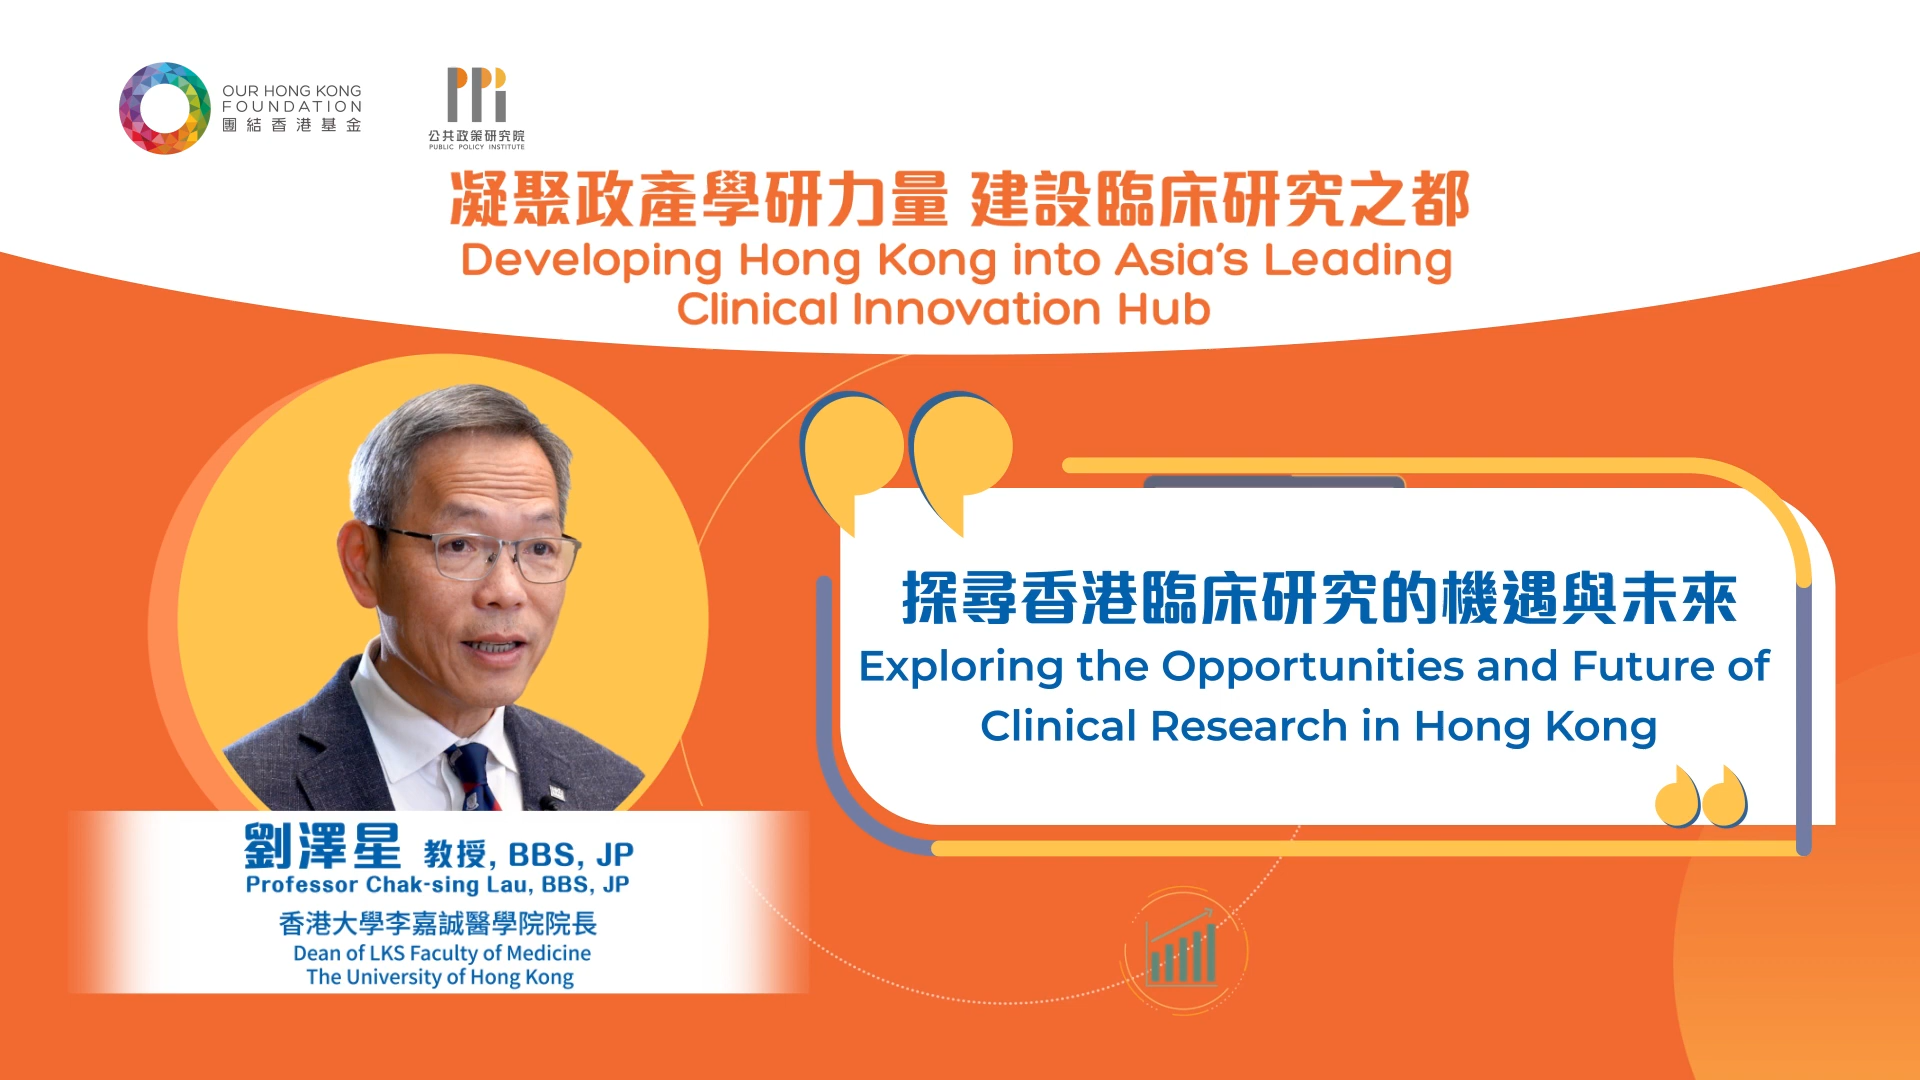 OUR HONG KONG
FOUNDATION
團結香港基金
PPi
公共政策研究院
PUBLIC POLICY INSTITUTE
凝聚政產學研力量 建設臨床研究之都
Developing Hong Kong into Asia's Leading
Clinical Innovation Hub
探尋香港臨床研究的機遇與未來
Exploring the Opportunities and Future of
Clinical Research in Hong Kong
劉澤星 教授, BBS, JP
Professor Chak-sing Lau, BBS, JP
香港大學李嘉誠醫學院院長
Dean of LKS Faculty of Medicine
The University of Hong Kong